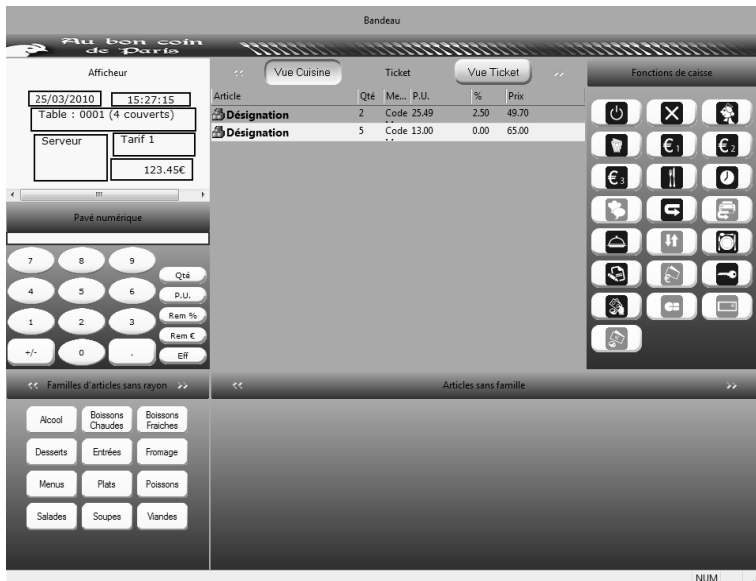 Bandeau
Au bon coin
de Paris
Afficheur
25/03/2010 15:27:15
Table : 0001 (4 couverts)
Serveur Tarif 1
123.45€
Pavé numérique
7 8 9
Qté
4 5 6
P.U.
1 2 3
Rem %
Rem €
+/- 0 .
Eff
<< Vue Cuisine Ticket Vue Ticket >>
Article Qté Me... P.U. % Prix
Désignation 2 Code 25.49 2.50 49.70
Désignation 5 Code 13.00 0.00 65.00
Fonctions de caisse
€1 €2
€3
<< Familles d'articles sans rayon >>
Alcool Boissons Chaudes Boissons Fraiches
Desserts Entrées Fromage
Menus Plats Poissons
Salades Soupes Viandes
<< Articles sans famille >>
NUM